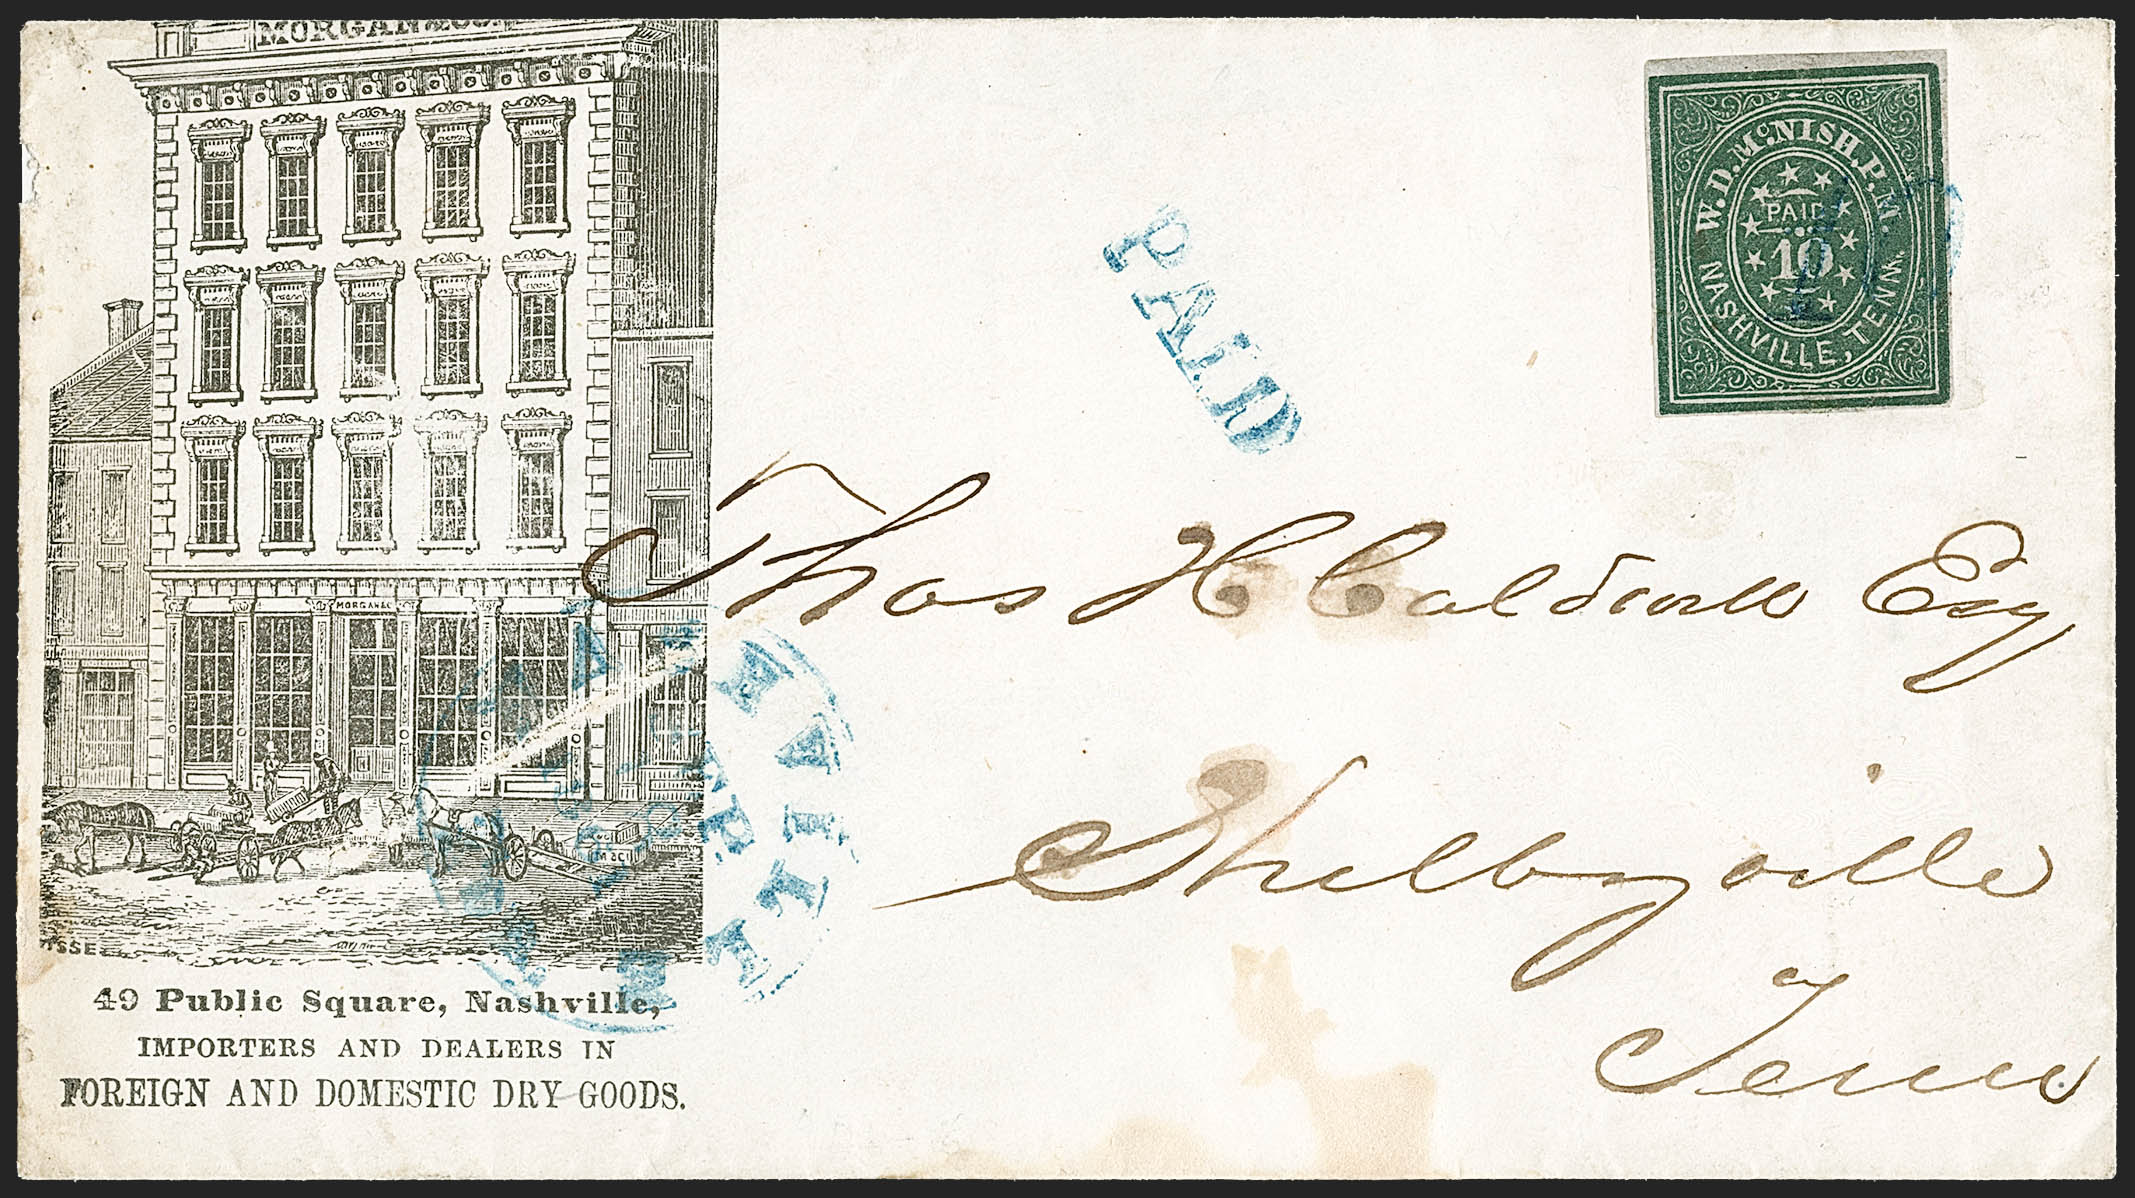 MORGAN & CO.
MORGAN & CO
M & C
49 Public Square, Nashville,
IMPORTERS AND DEALERS IN
FOREIGN AND DOMESTIC DRY GOODS.
PAID
W. D. McNISH, P. M.
PAID
10
NASHVILLE, TENN.
Thos H Caldwell Esq
Shelbyville
Tenn